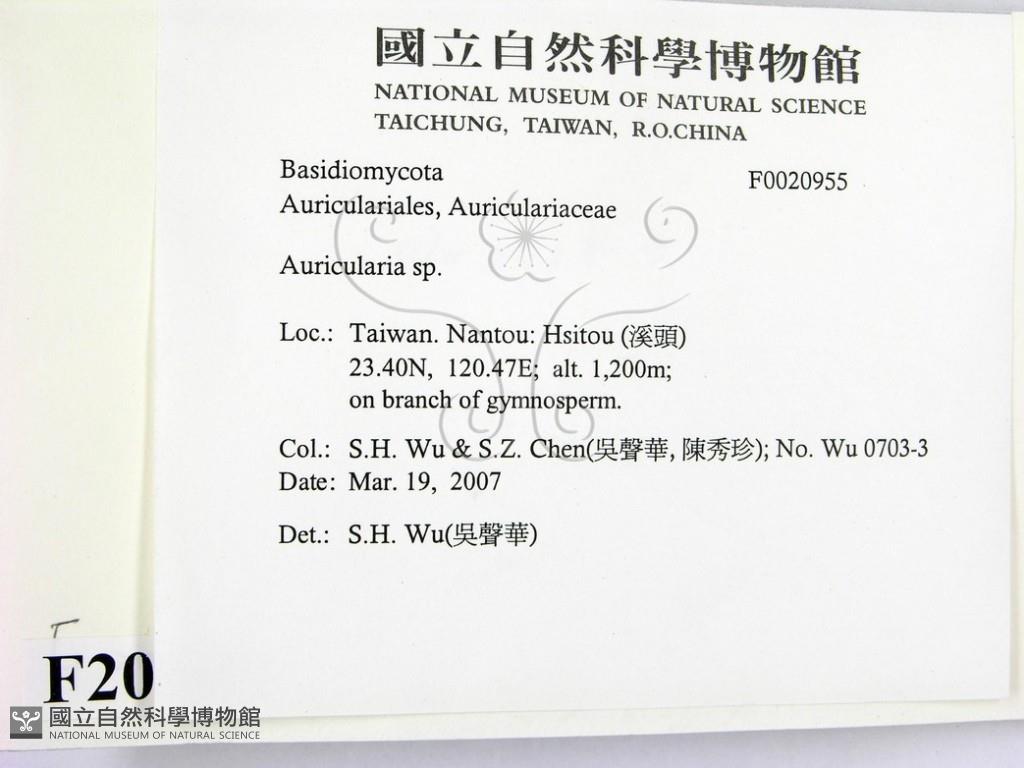 國立自然科學博物館
NATIONAL MUSEUM OF NATURAL SCIENCE
TAICHUNG, TAIWAN, R.O.CHINA
Basidiomycota F0020955
Auriculariales, Auriculariaceae
Auricularia sp.
Loc.: Taiwan. Nantou: Hsitou (溪頭)
23.40N, 120.47E; alt. 1,200m;
on branch of gymnosperm.
Col.: S.H. Wu & S.Z. Chen(吳聲華, 陳秀珍); No. Wu 0703-3
Date: Mar. 19, 2007
Det.: S.H. Wu(吳聲華)
F20
國立自然科學博物館
NATIONAL MUSEUM OF NATURAL SCIENCE